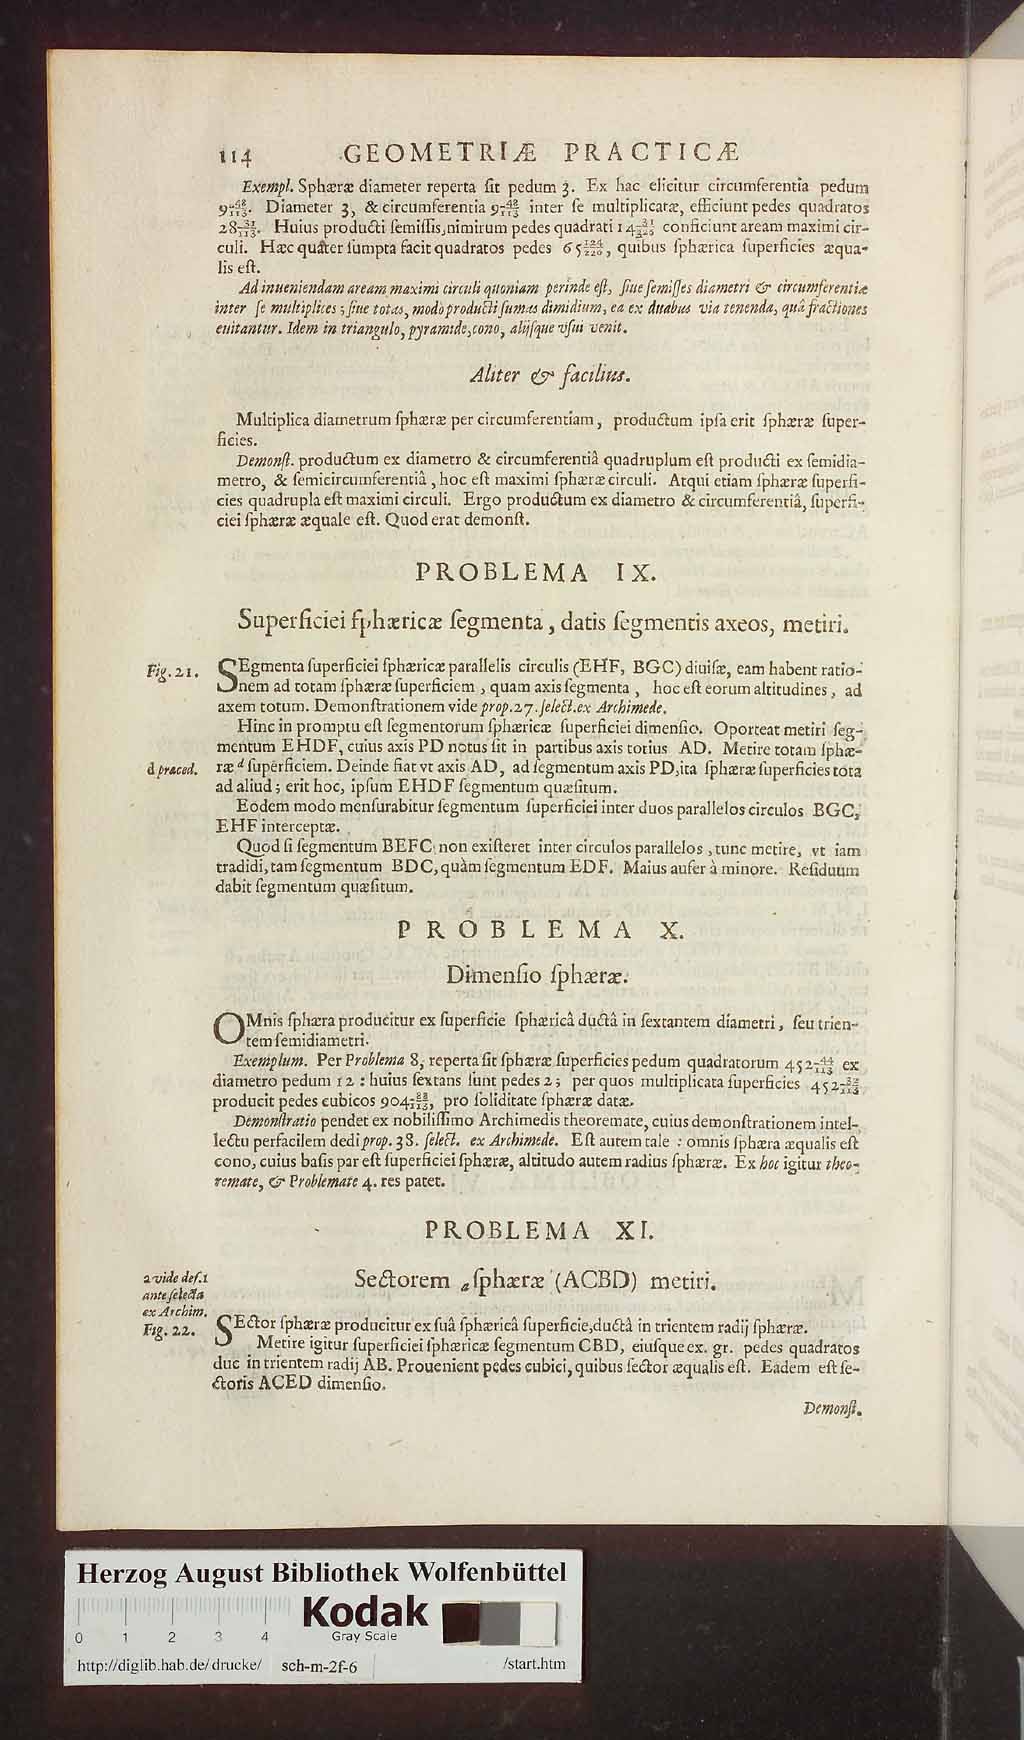 114 GEOMETRIÆ PRACTICÆ
Exempl. Sphæræ diameter reperta ſit pedum 3. Ex hac elicitur circumferentia pedum
9 48/113. Diameter 3, & circumferentia 9 48/113 inter ſe multiplicatæ, efficiunt pedes quadratos
28 31/113. Huius producti ſemiſſis, nimirum pedes quadrati 14 31/226 conficiunt aream maximi cir-
culi. Hæc quáter ſumpta facit quadratos pedes 65, quibus ſphærica ſuperficies æqua-
lis eſt.
Ad inueniendam aream maximi circuli quoniam perinde eſt, ſiue ſemiſſes diametri & circumferentiæ
inter ſe multiplices; ſiue totas, modò producti ſumas dimidium, ea ex duabus via tenenda, quâ fractiones
euitantur. Idem in triangulo, pyramide, cono, alijſque vſui venit.
Aliter & facilius.
Multiplica diametrum ſphæræ per circumferentiam, productum ipſa erit ſphæræ ſuper-
ficies.
Demonſt. productum ex diametro & circumferentiâ quadruplum eſt producti ex ſemidia-
metro, & ſemicircumferentiâ, hoc eſt maximi ſphæræ circuli. Atqui etiam ſphæræ ſuperfi-
cies quadrupla eſt maximi circuli. Ergo productum ex diametro & circumferentiâ, ſuperfi-
ciei ſphæræ æquale eſt. Quod erat demonſt.
PROBLEMA IX.
Superficiei ſphæricæ ſegmenta, datis ſegmentis axeos, metiri.
Fig. 21.
SEgmenta ſuperficiei ſphæricæ parallelis circulis (EHF, BGC) diuiſæ, eam habent ratio-
nem ad totam ſphæræ ſuperficiem, quam axis ſegmenta, hoc eſt eorum altitudines, ad
axem totum. Demonſtrationem vide prop. 27. ſelect. ex Archimede.
Hinc in promptu eſt ſegmentorum ſphæricæ ſuperficiei dimenſio. Oporteat metiri ſeg-
mentum EHDF, cuius axis PD notus ſit in partibus axis totius AD. Metire totam ſphæ-
d præced.
ræ d ſuperficiem. Deinde fiat vt axis AD, ad ſegmentum axis PD, ita ſphæræ ſuperficies tota
ad aliud; erit hoc, ipſum EHDF ſegmentum quæſitum.
Eodem modo menſurabitur ſegmentum ſuperficiei inter duos parallelos circulos BGC,
EHF interceptæ.
Quod ſi ſegmentum BEFC non exiſteret inter circulos parallelos, tunc metire, vt iam
tradidi, tam ſegmentum BDC, quàm ſegmentum EDF. Maius aufer à minore. Reſiduum
dabit ſegmentum quæſitum.
PROBLEMA X.
Dimenſio ſphæræ.
OMnis ſphæra producitur ex ſuperficie ſphæricâ ductâ in ſextantem diametri, ſeu trien-
tem ſemidiametri.
Exemplum. Per Problema 8, reperta ſit ſphæræ ſuperficies pedum quadratorum 452 44/113 ex
diametro pedum 12: huius ſextans ſunt pedes 2; per quos multiplicata ſuperficies 452
producit pedes cubicos 904 88/113, pro ſoliditate ſphæræ datæ.
Demonſtratio pendet ex nobiliſſimo Archimedis theoremate, cuius demonſtrationem intel-
lectu perfacilem dedi prop. 38. ſelect. ex Archimede. Eſt autem tale: omnis ſphæra æqualis eſt
cono, cuius baſis par eſt ſuperficiei ſphæræ, altitudo autem radius ſphæræ. Ex hoc igitur theo-
remate, & Problemate 4. res patet.
PROBLEMA XI.
Sectorem a ſphæræ (ACBD) metiri.
a vide def. 1
ante ſelecta
ex Archim.
Fig. 22.
SEctor ſphæræ producitur ex ſuâ ſphæricâ ſuperficie, ductâ in trientem radij ſphæræ.
Metire igitur ſuperficiei ſphæricæ ſegmentum CBD, eiuſque ex. gr. pedes quadratos
duc in trientem radij AB. Prouenient pedes cubici, quibus ſector æqualis eſt. Eadem eſt ſe-
ctoris ACED dimenſio.
Demonſt.
Herzog August Bibliothek Wolfenbüttel
Kodak
Gray Scale
0 1 2 3 4
http://diglib.hab.de/drucke/ sch-m-2f-6 /start.htm